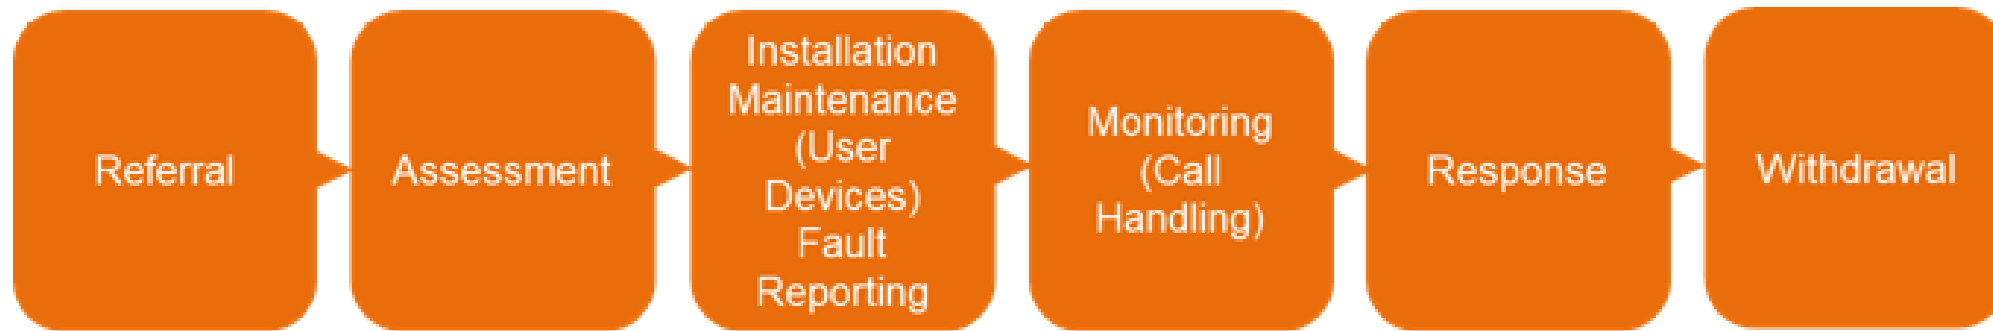 Referral
Assessment
Installation
Maintenance
(User
Devices)
Fault
Reporting
Monitoring
(Call
Handling)
Response
Withdrawal